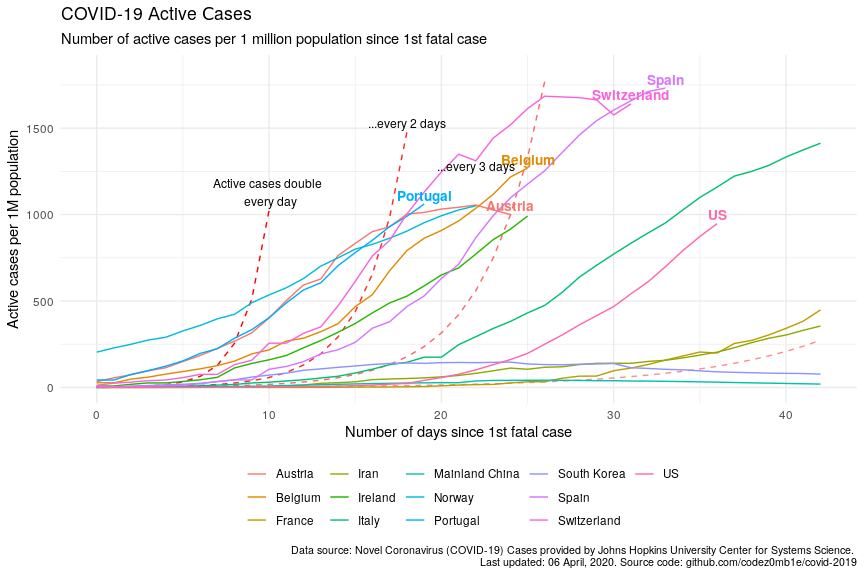 COVID-19 Active Cases
Number of active cases per 1 million population since 1st fatal case
Active cases per 1M population
1500
1000
500
0
Spain
Switzerland
...every 2 days
...every 3 days
Belgium
Active cases double
every day
Portugal
Austria
US
0
10
20
30
40
Number of days since 1st fatal case
Austria
Iran
Mainland China
South Korea
US
Belgium
Ireland
Norway
Spain
France
Italy
Portugal
Switzerland
Data source: Novel Coronavirus (COVID-19) Cases provided by Johns Hopkins University Center for Systems Science.
Last updated: 06 April, 2020. Source code: github.com/codez0mb1e/covid-2019